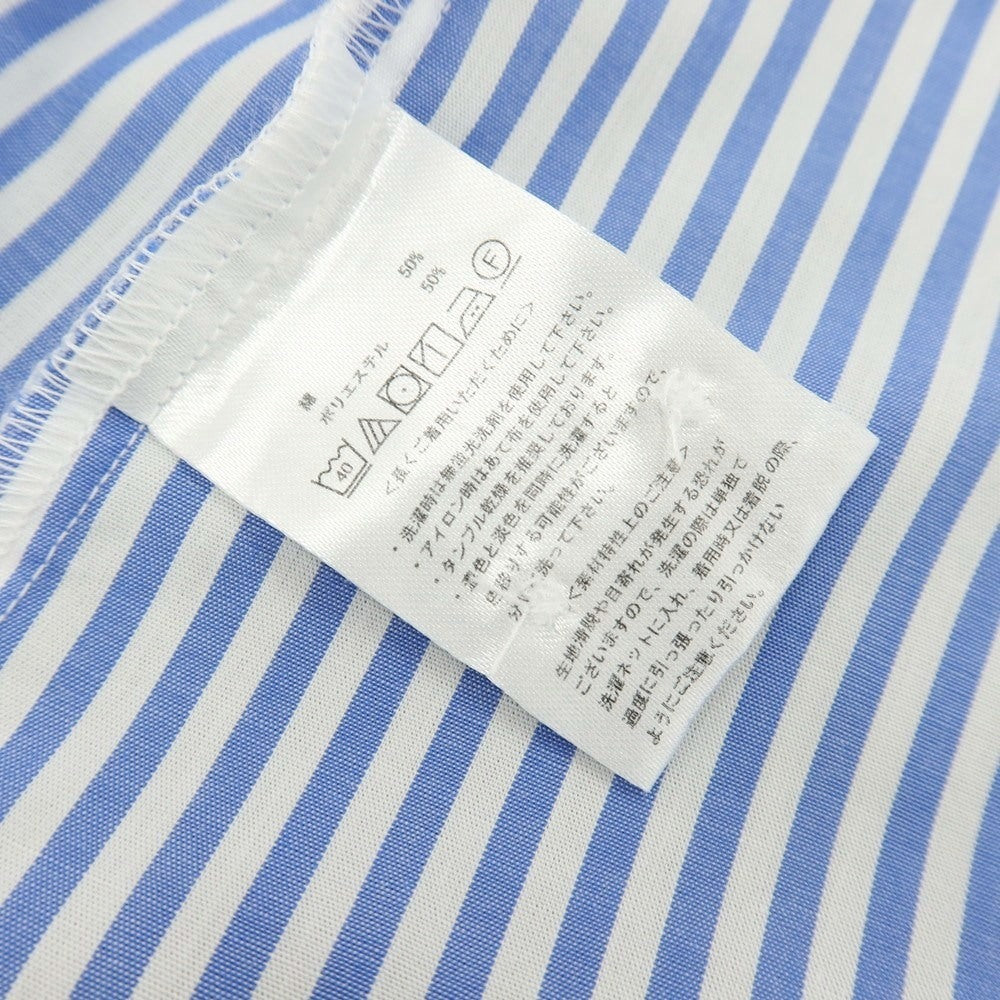 綿 50%
ポリエステル 50%
40 F
<長くご着用いただくために>
・洗濯時は無蛍光洗剤を使用して下さい。
・アイロン時はあて布を使用して下さい。
・タンブル乾燥を推奨しております。
・濃色と淡色を同時に洗濯すると
色移りする可能性がございますので、
分けて洗って下さい。
<素材特性上のご注意>
生地滑脱や目寄れが発生する恐れが
ございますので、洗濯の際は単独で
洗濯ネットに入れ、着用時又は着脱の際、
過度に引っ張ったり引っかけない
ようにご注意ください。